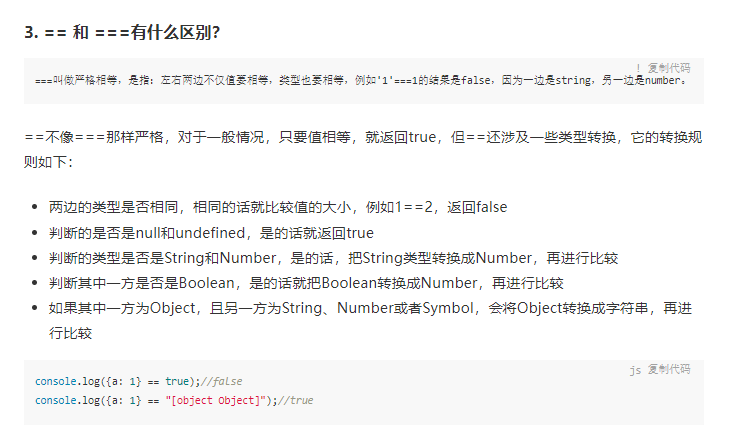 3. == 和 ===有什么区别?
! 复制代码
===叫做严格相等，是指：左右两边不仅值要相等，类型也要相等，例如'1'===1的结果是false，因为一边是string，另一边是number。
==不像===那样严格，对于一般情况，只要值相等，就返回true，但==还涉及一些类型转换，它的转换规
则如下：
• 两边的类型是否相同，相同的话就比较值的大小，例如1==2，返回false
• 判断的是否是null和undefined，是的话就返回true
• 判断的类型是否是String和Number，是的话，把String类型转换成Number，再进行比较
• 判断其中一方是否是Boolean，是的话就把Boolean转换成Number，再进行比较
• 如果其中一方为Object，且另一方为String、Number或者Symbol，会将Object转换成字符串，再进
行比较
js 复制代码
console.log({a: 1} == true);//false
console.log({a: 1} == "[object Object]");//true